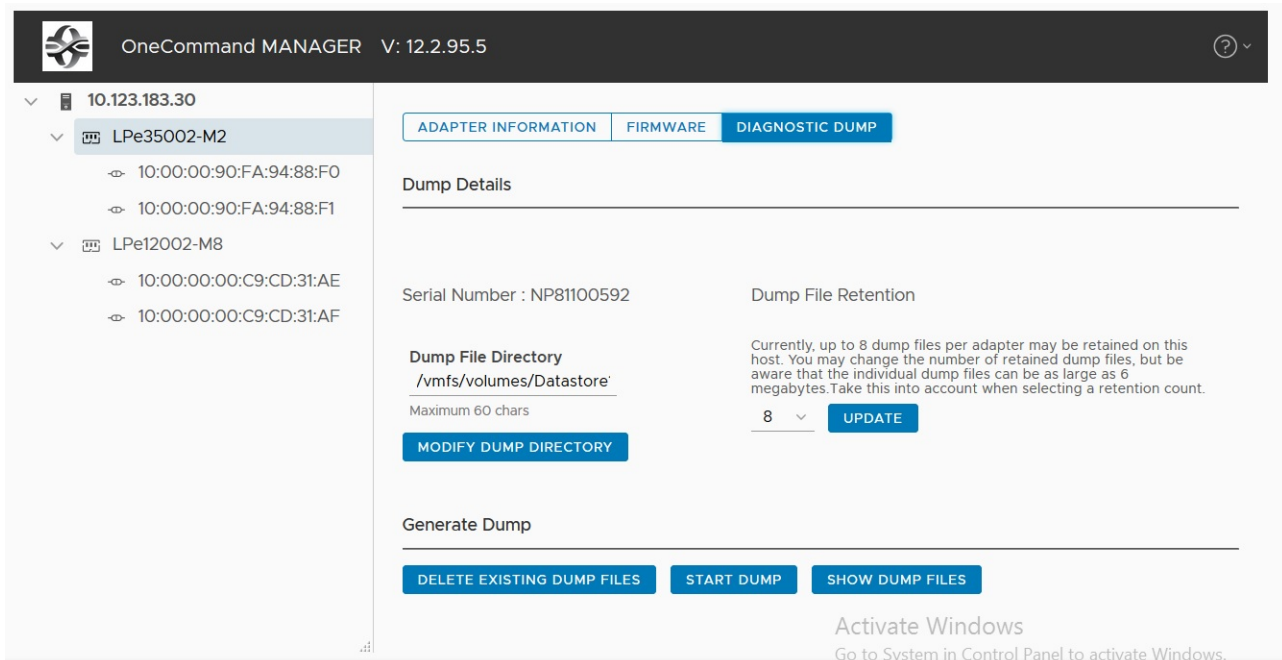 OneCommand MANAGER V: 12.2.95.5
10.123.183.30
LPe35002-M2
10:00:00:90:FA:94:88:F0
10:00:00:90:FA:94:88:F1
LPe12002-M8
10:00:00:00:C9:CD:31:AE
10:00:00:00:C9:CD:31:AF
ADAPTER INFORMATION FIRMWARE DIAGNOSTIC DUMP
Dump Details
Serial Number : NP81100592
Dump File Directory
/vmfs/volumes/Datastore
Maximum 60 chars
MODIFY DUMP DIRECTORY
Dump File Retention
Currently, up to 8 dump files per adapter may be retained on this
host. You may change the number of retained dump files, but be
aware that the individual dump files can be as large as 6
megabytes.Take this into account when selecting a retention count.
8 UPDATE
Generate Dump
DELETE EXISTING DUMP FILES START DUMP SHOW DUMP FILES
Activate Windows
Go to System in Control Panel to activate Windows.